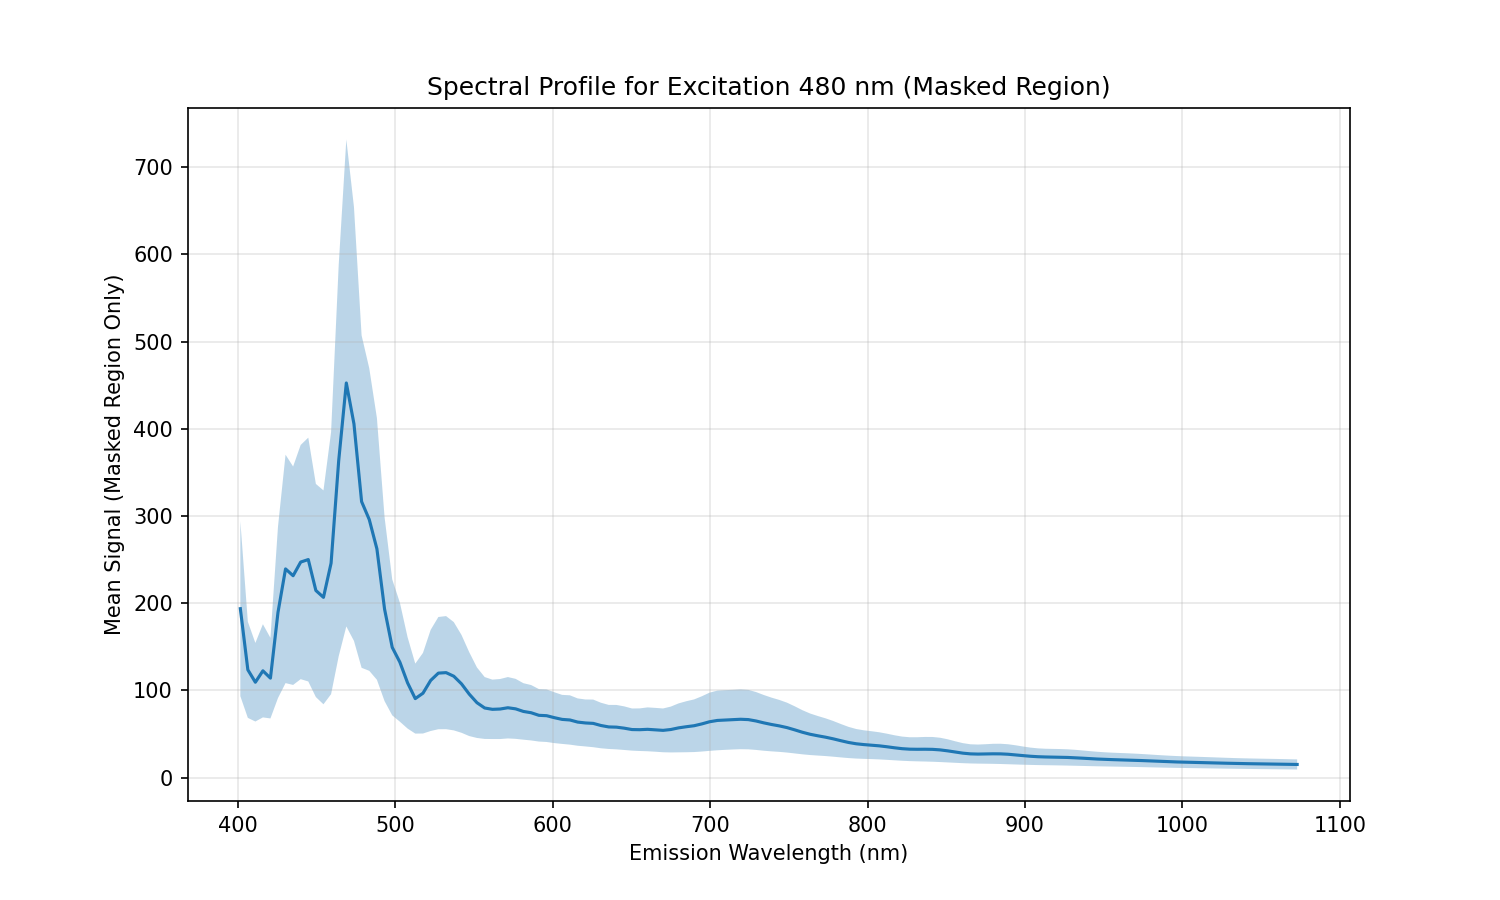 Spectral Profile for Excitation 480 nm (Masked Region)
Mean Signal (Masked Region Only)
700
600
500
400
300
200
100
0
400 500 600 700 800 900 1000 1100
Emission Wavelength (nm)